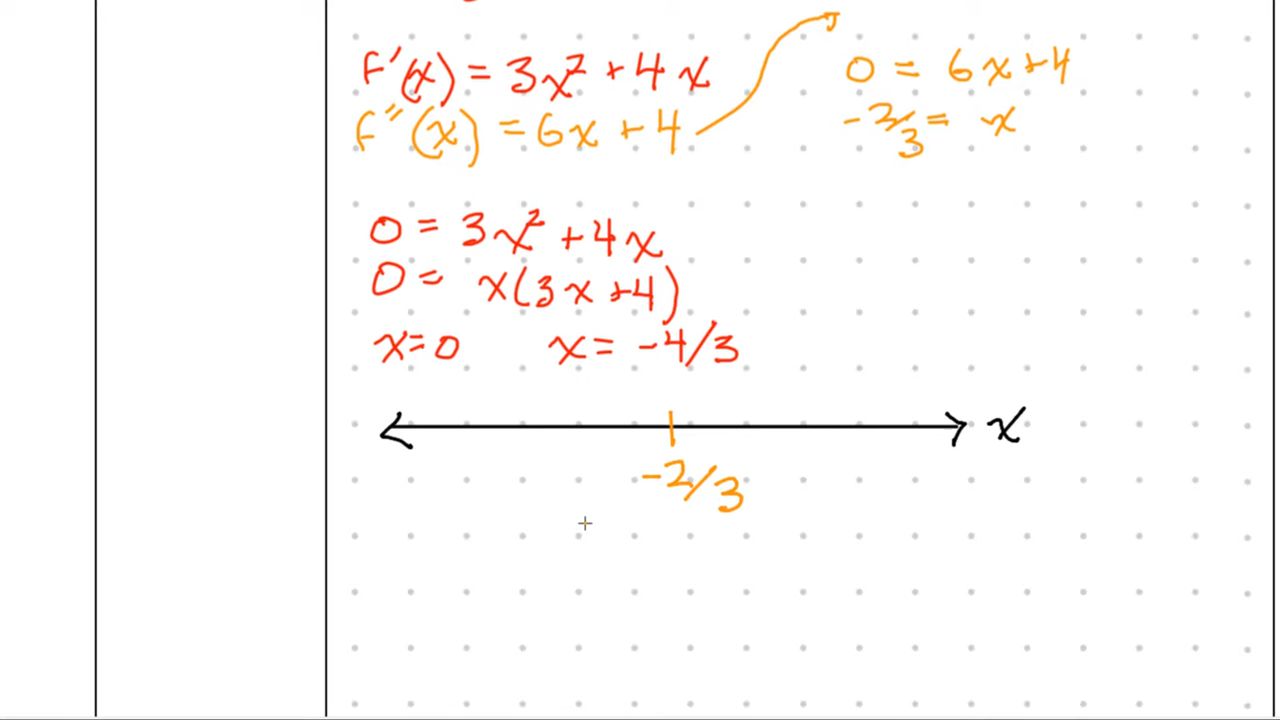 f'(x) = 3x² + 4x
f"(x) = 6x + 4
0 = 6x + 4
-2/3 = x
0 = 3x² + 4x
0 = x(3x + 4)
x = 0 x = -4/3
x
-2/3